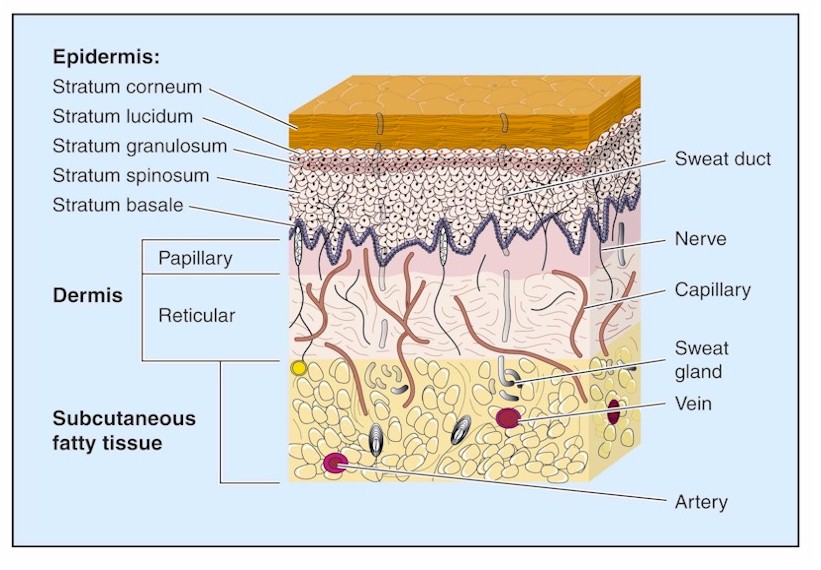 Epidermis:
Stratum corneum
Stratum lucidum
Stratum granulosum
Stratum spinosum
Stratum basale
Papillary
Dermis
Reticular
Subcutaneous
fatty tissue
Sweat duct
Nerve
Capillary
Sweat
gland
Vein
Artery